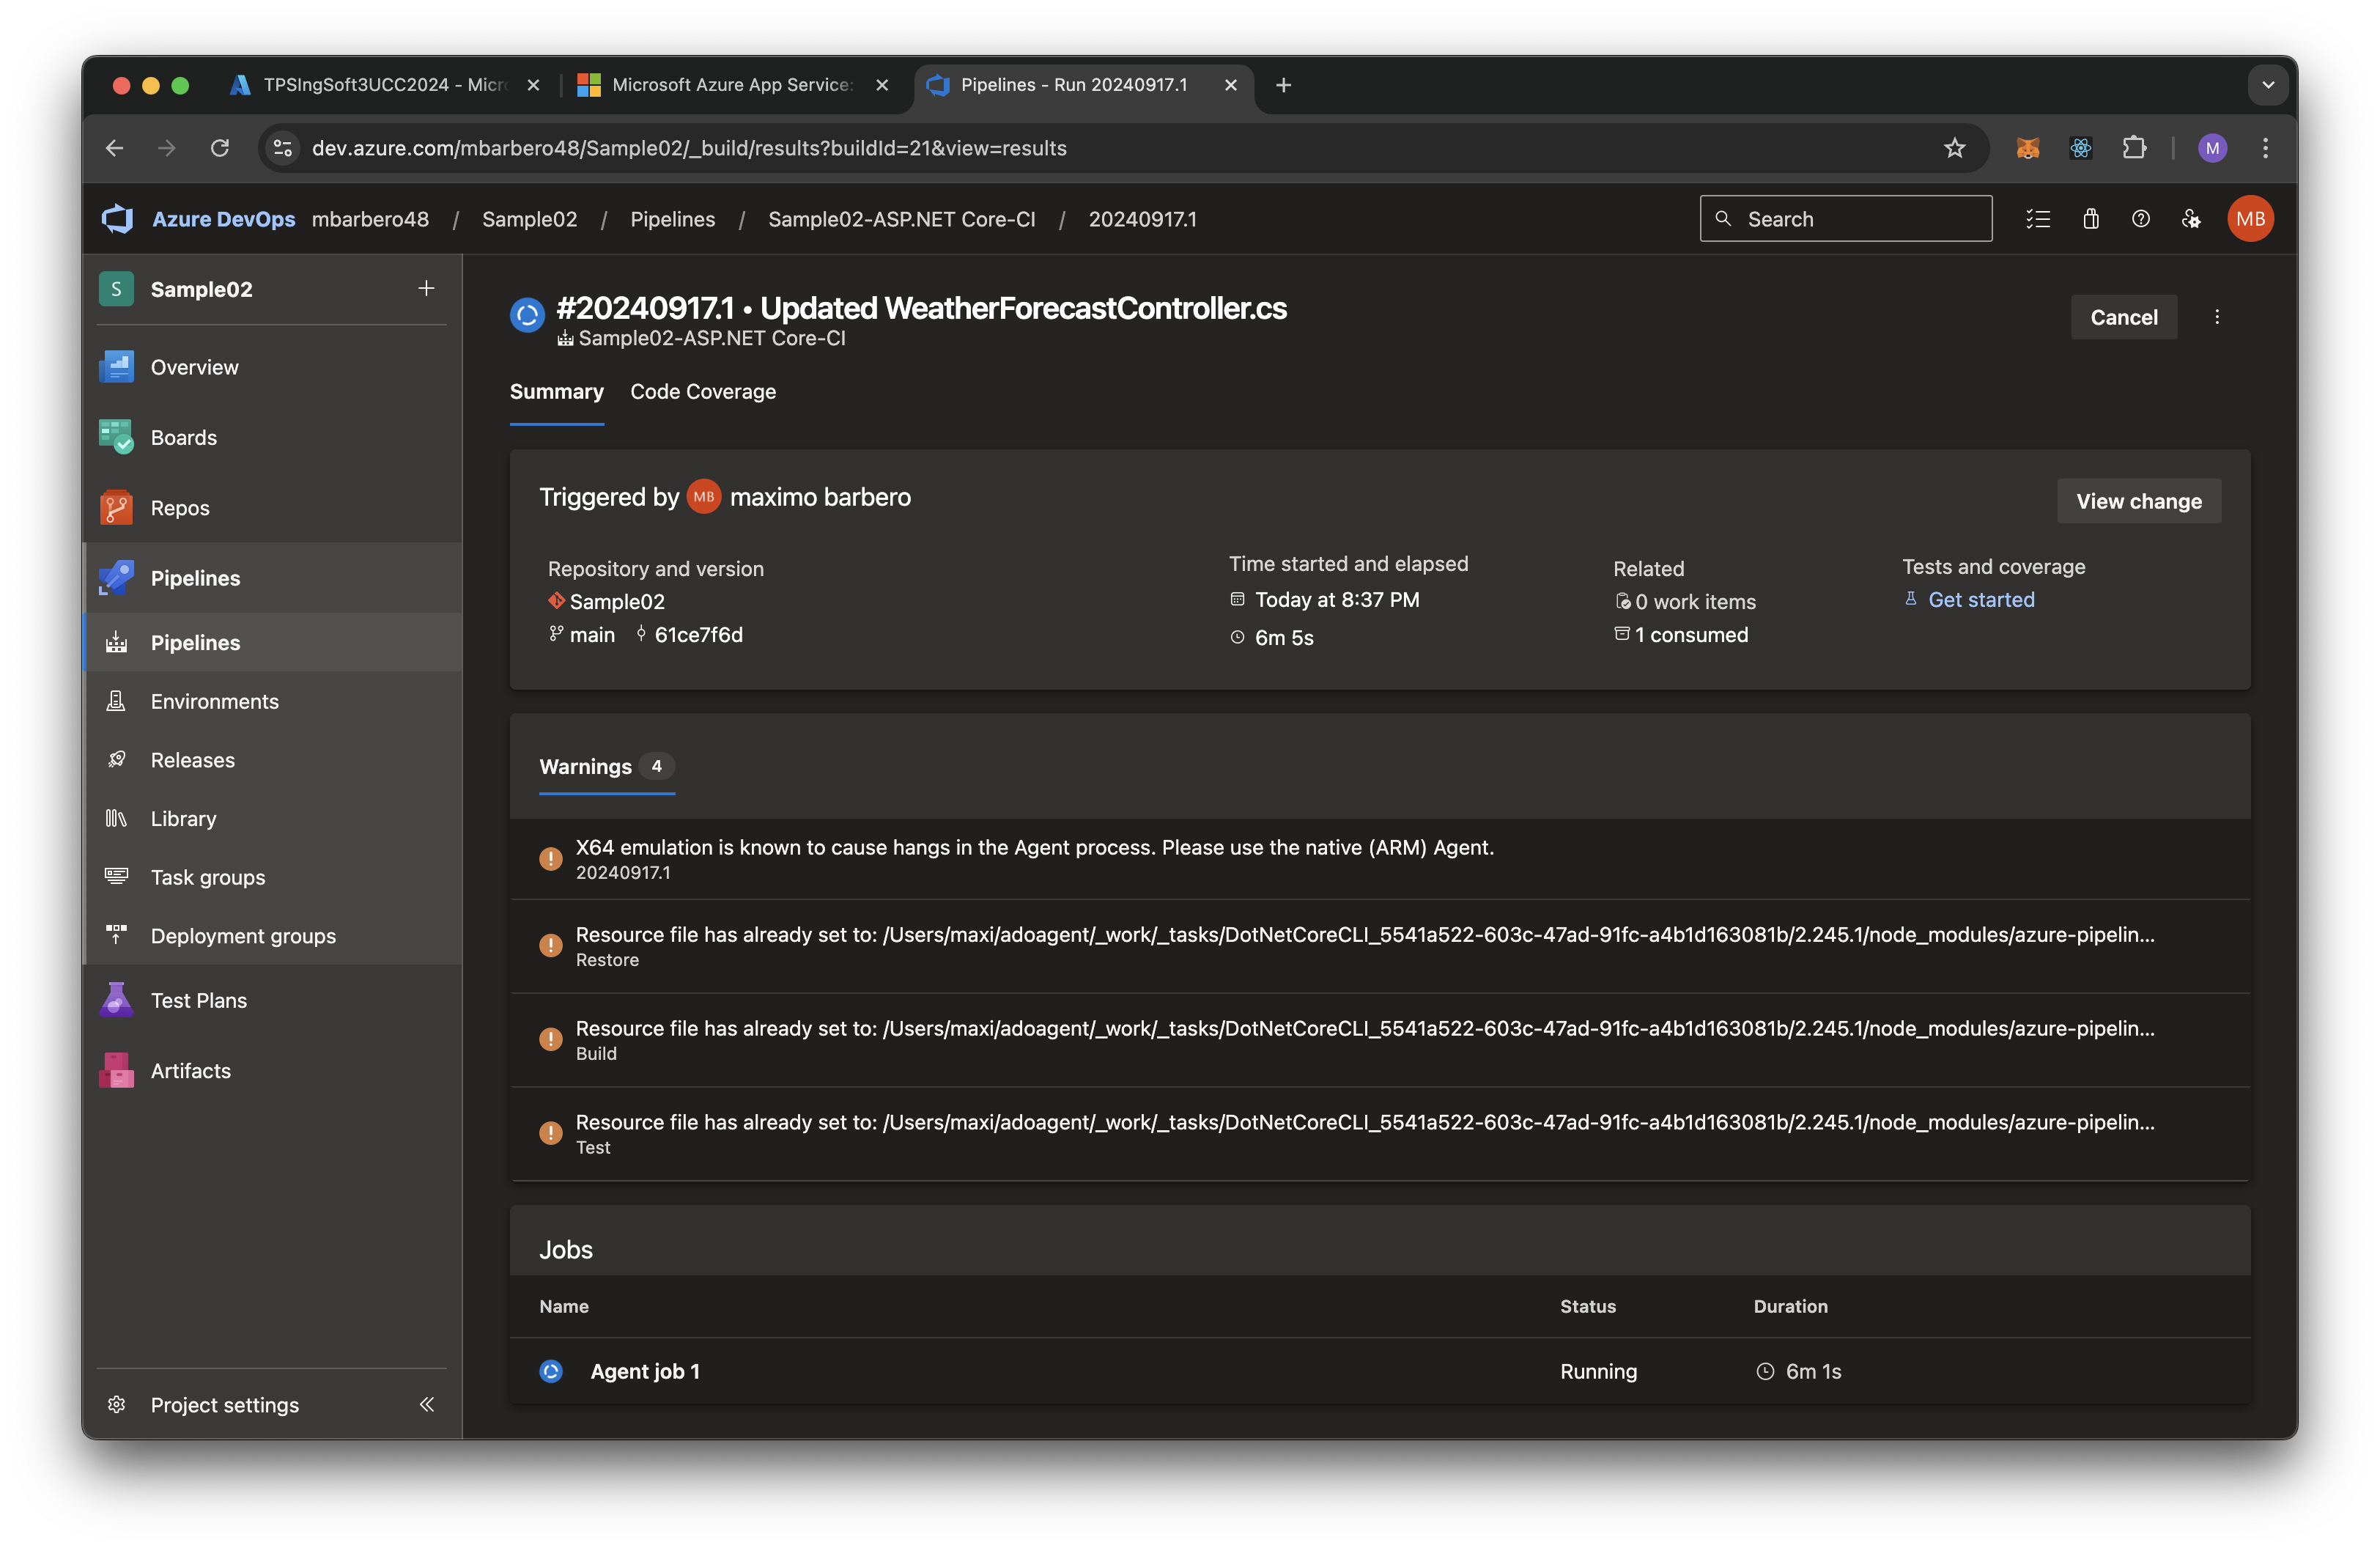 TPSIngSoft3UCC2024 - Micr
Microsoft Azure App Service:
Pipelines - Run 20240917.1
dev.azure.com/mbarbero48/Sample02/_build/results?buildId=21&view=results
M
Azure DevOps mbarbero48 / Sample02 / Pipelines / Sample02-ASP.NET Core-CI / 20240917.1
Search
MB
S Sample02
Overview
Boards
Repos
Pipelines
Pipelines
Environments
Releases
Library
Task groups
Deployment groups
Test Plans
Artifacts
Project settings
#20240917.1 • Updated WeatherForecastController.cs
Sample02-ASP.NET Core-CI
Cancel
Summary Code Coverage
Triggered by MB maximo barbero
View change
Repository and version
Sample02
main 61ce7f6d
Time started and elapsed
Today at 8:37 PM
6m 5s
Related
0 work items
1 consumed
Tests and coverage
Get started
Warnings 4
X64 emulation is known to cause hangs in the Agent process. Please use the native (ARM) Agent.
20240917.1
Resource file has already set to: /Users/maxi/adoagent/_work/_tasks/DotNetCoreCLI_5541a522-603c-47ad-91fc-a4b1d163081b/2.245.1/node_modules/azure-pipelin...
Restore
Resource file has already set to: /Users/maxi/adoagent/_work/_tasks/DotNetCoreCLI_5541a522-603c-47ad-91fc-a4b1d163081b/2.245.1/node_modules/azure-pipelin...
Build
Resource file has already set to: /Users/maxi/adoagent/_work/_tasks/DotNetCoreCLI_5541a522-603c-47ad-91fc-a4b1d163081b/2.245.1/node_modules/azure-pipelin...
Test
Jobs
Name Status Duration
Agent job 1 Running 6m 1s